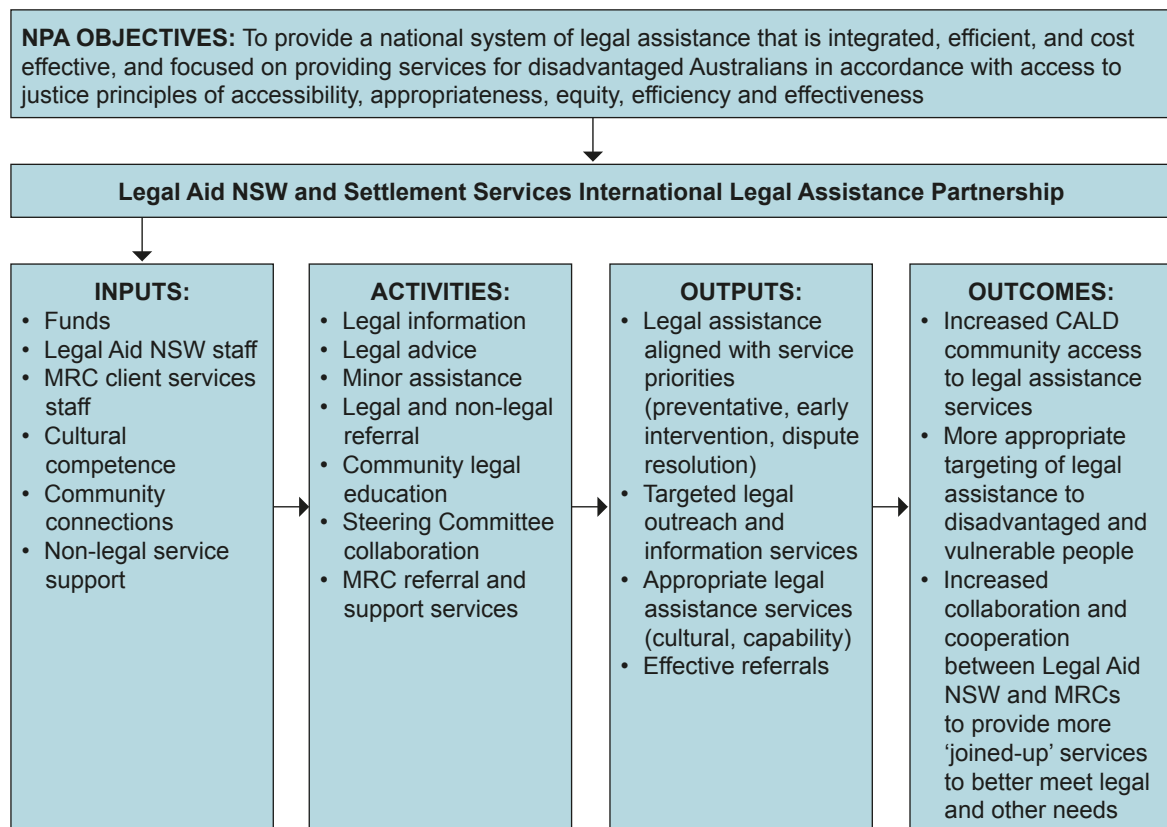 NPA OBJECTIVES: To provide a national system of legal assistance that is integrated, efficient, and cost
effective, and focused on providing services for disadvantaged Australians in accordance with access to
justice principles of accessibility, appropriateness, equity, efficiency and effectiveness
Legal Aid NSW and Settlement Services International Legal Assistance Partnership
INPUTS:
• Funds
• Legal Aid NSW staff
• MRC client services
staff
• Cultural
competence
• Community
connections
• Non-legal service
support
ACTIVITIES:
• Legal information
• Legal advice
• Minor assistance
• Legal and non-legal
referral
• Community legal
education
• Steering Committee
collaboration
• MRC referral and
support services
OUTPUTS:
• Legal assistance
aligned with service
priorities
(preventative, early
intervention, dispute
resolution)
• Targeted legal
outreach and
information services
• Appropriate legal
assistance services
(cultural, capability)
• Effective referrals
OUTCOMES:
• Increased CALD
community access
to legal assistance
services
• More appropriate
targeting of legal
assistance to
disadvantaged and
vulnerable people
• Increased
collaboration and
cooperation
between Legal Aid
NSW and MRCs
to provide more
‘joined-up’ services
to better meet legal
and other needs